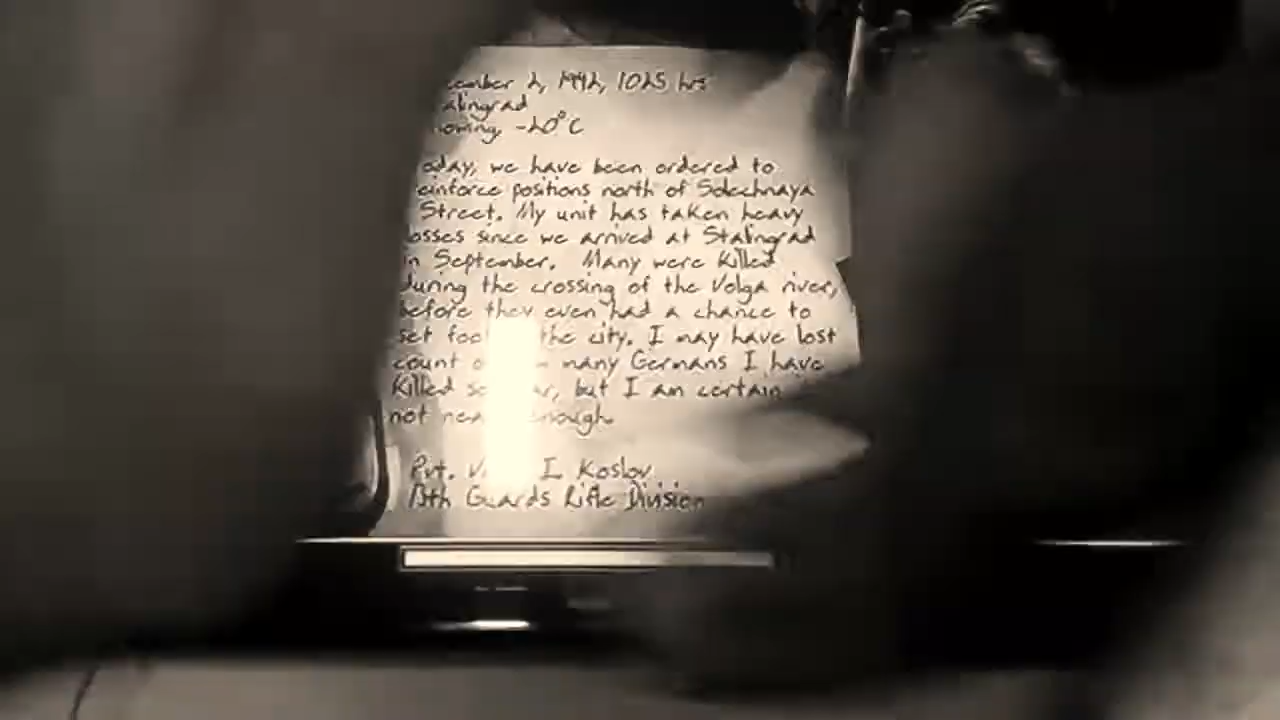 cember 2, 1942, 1025 hrs
alingrad
nowing, -20°C
oday, we have been ordered to
einforce positions north of Solechnaya
Street. My unit has taken heavy
losses since we arrived at Stalingrad
in September. Many were killed
during the crossing of the Volga river,
before they even had a chance to
set foo the city. I may have lost
count many Germans I have
killed but I am certain
not
Pvt. I. Koslov
13th Guards Rifle Division